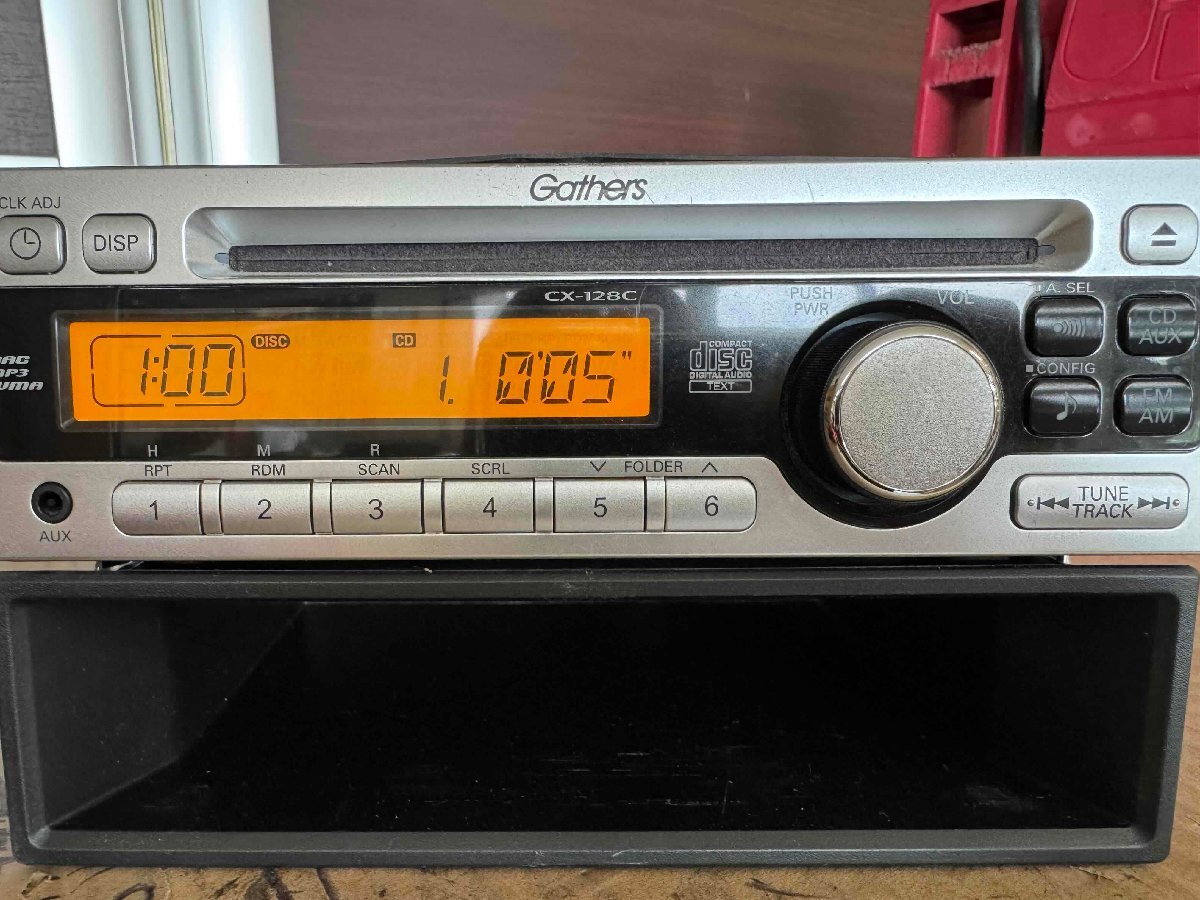 Gathers
CLK ADJ
DISP
CX-128C
PUSH
PWR
VOL
A. SEL
CD
AUX
1:00
DISC
CD
1. 0'05"
MP3
WMA
COMPACT
disc
DIGITAL AUDIO
TEXT
CONFIG
FM
AM
H
M
R
RPT
RDM
SCAN
SCRL
FOLDER
1
2
3
4
5
6
TUNE
TRACK
AUX